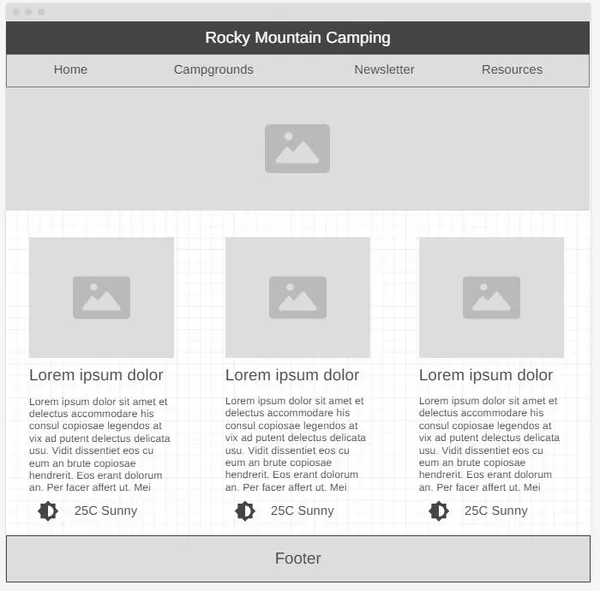 Rocky Mountain Camping
Home Campgrounds Newsletter Resources
Lorem ipsum dolor
Lorem ipsum dolor sit amet et
delectus accommodare his
consul copiosae legendos at
vix ad putent delectus delicata
usu. Vidit dissentiet eos cu
eum an brute copiosae
hendrerit. Eos erant dolorum
an. Per facer affert ut. Mei
25C Sunny
Lorem ipsum dolor
Lorem ipsum dolor sit amet et
delectus accommodare his
consul copiosae legendos at
vix ad putent delectus delicata
usu. Vidit dissentiet eos cu
eum an brute copiosae
hendrerit. Eos erant dolorum
an. Per facer affert ut. Mei
25C Sunny
Lorem ipsum dolor
Lorem ipsum dolor sit amet et
delectus accommodare his
consul copiosae legendos at
vix ad putent delectus delicata
usu. Vidit dissentiet eos cu
eum an brute copiosae
hendrerit. Eos erant dolorum
an. Per facer affert ut. Mei
25C Sunny
Footer